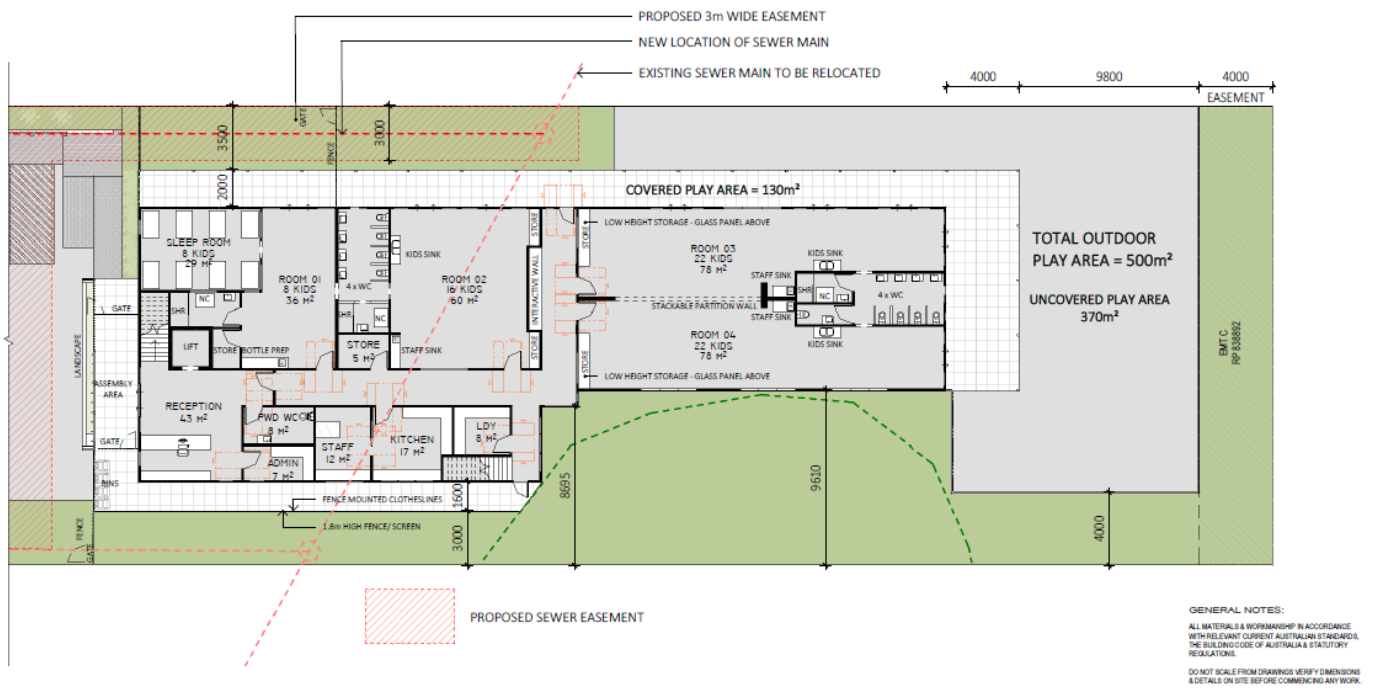 PROPOSED 3m WIDE EASEMENT
NEW LOCATION OF SEWER MAIN
EXISTING SEWER MAIN TO BE RELOCATED
4000
9800
4000
EASEMENT
GATE
FENCE
3500
3000
2000
COVERED PLAY AREA = 130m²
SLEEP ROOM
8 KIDS
29 M²
ROOM 01
8 KIDS
36 M²
KIDS SINK
4 x WC
ROOM 02
16 KIDS
60 M²
STORE
INTERACTIVE WALL
STORE
STORE
LOW HEIGHT STORAGE - GLASS PANEL ABOVE
ROOM 03
22 KIDS
78 M²
KIDS SINK
STAFF SINK
SHR
NC
4 x WC
STACKABLE PARTITION WALL
STAFF SINK
ROOM 04
22 KIDS
78 M²
KIDS SINK
STORE
LOW HEIGHT STORAGE - GLASS PANEL ABOVE
TOTAL OUTDOOR
PLAY AREA = 500m²
UNCOVERED PLAY AREA
370m²
EMT C
RP 838892
GATE
SHR
NC
SHR
NC
LIFT
STORE
BOTTLE PREP
STORE
5 M²
STAFF SINK
LANDSCAPE
ASSEMBLY
AREA
RECEPTION
43 M²
PWD WC
8 M²
STAFF
12 M²
KITCHEN
17 M²
LDY
8 M²
ADMIN
7 M²
GATE
BINS
FENCE MOUNTED CLOTHESLINES
1.8m HIGH FENCE/ SCREEN
1600
3000
8695
9610
4000
FENCE
GATE
PROPOSED SEWER EASEMENT
GENERAL NOTES:
ALL MATERIALS & WORKMANSHIP IN ACCORDANCE
WITH RELEVANT CURRENT AUSTRALIAN STANDARDS,
THE BUILDING CODE OF AUSTRALIA & STATUTORY
REGULATIONS.
DO NOT SCALE FROM DRAWINGS VERIFY DIMENSIONS
& DETAILS ON SITE BEFORE COMMENCING ANY WORK.